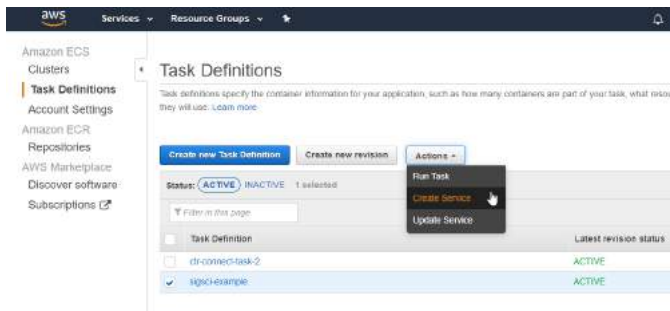 aws
Services
Resource Groups
Amazon ECS
Clusters
Task Definitions
Account Settings
Amazon ECR
Repositories
AWS Marketplace
Discover software
Subscriptions
Task Definitions
Task definitions specify the container information for your application, such as how many containers are part of your task, what resou
they will use. Learn more
Create new Task Definition Create new revision Actions
Run Task
Create Service
Update Service
Status: ACTIVE INACTIVE 1 selected
Filter in this page
Task Definition Latest revision status
ctr-connect-task-2 ACTIVE
sigsci-example ACTIVE